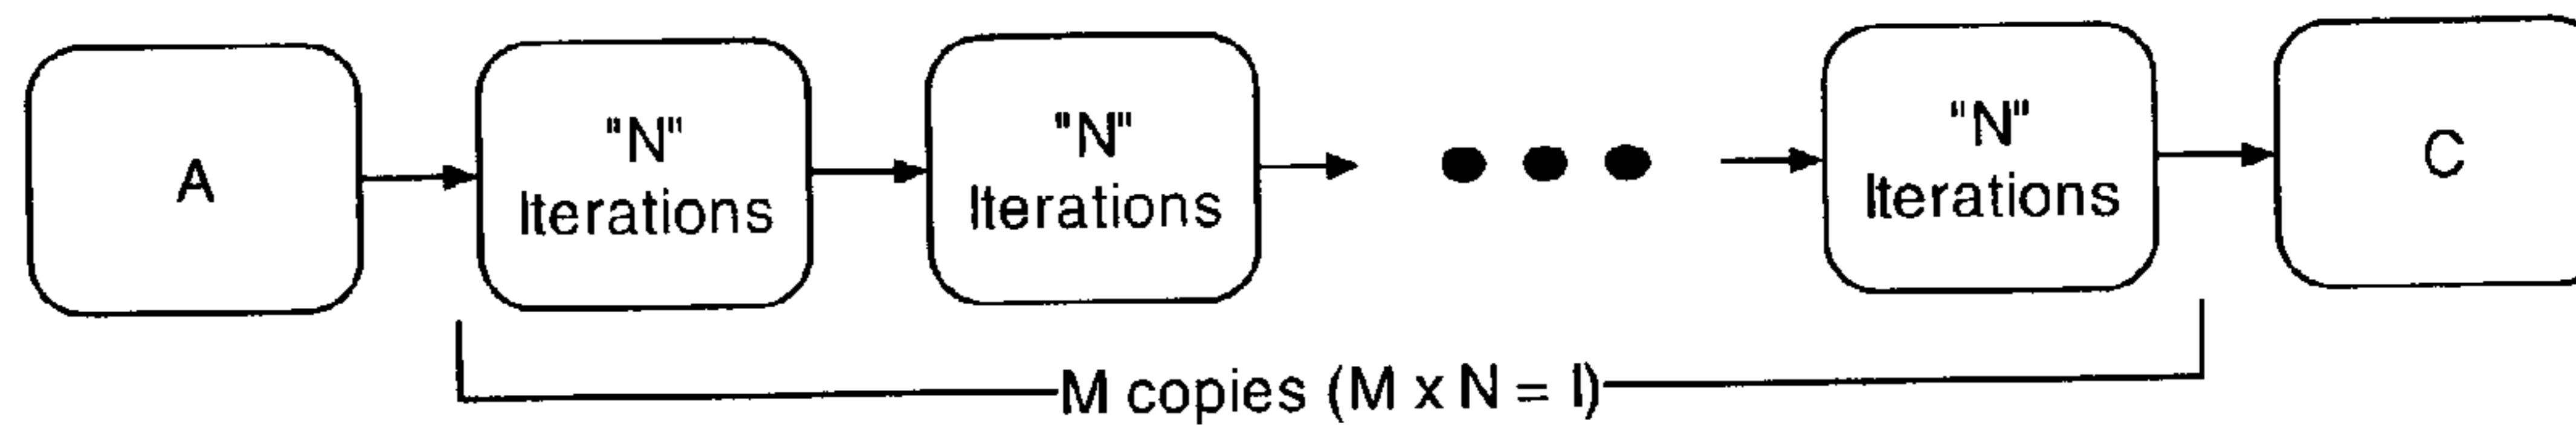 A
"N"
Iterations
"N"
Iterations
"N"
Iterations
C
M copies (M x N = I)